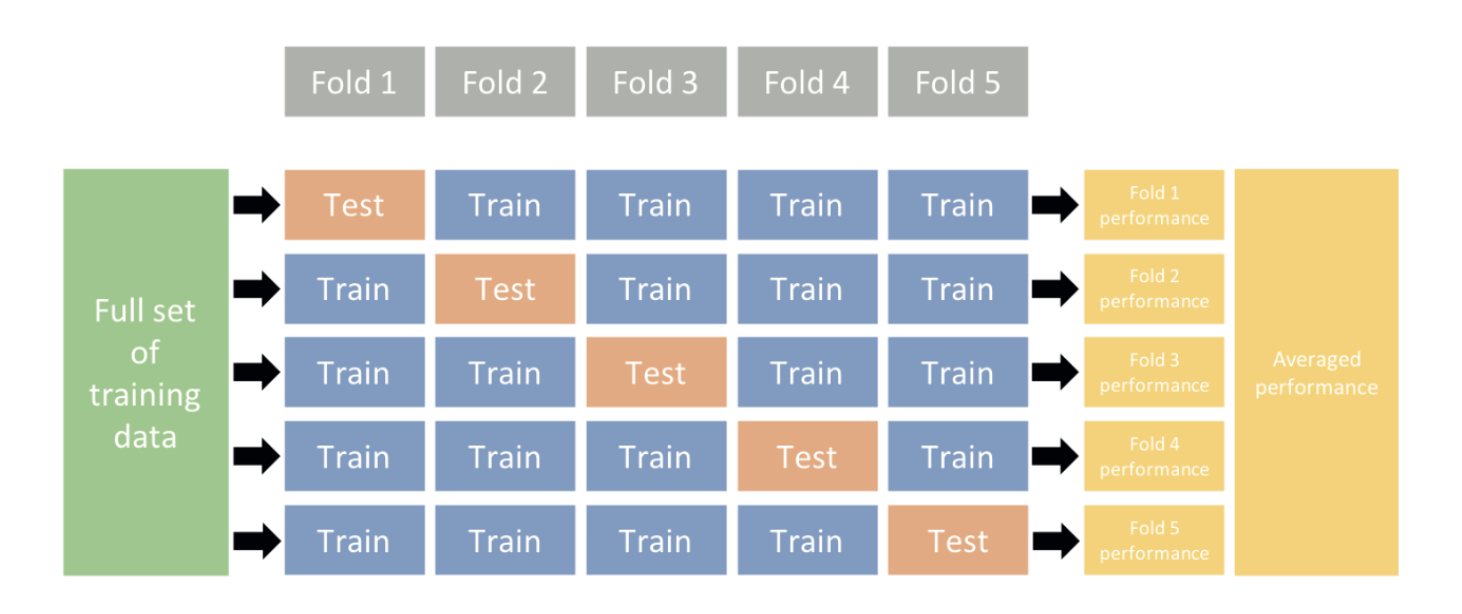 Fold 1 Fold 2 Fold 3 Fold 4 Fold 5
Full set
of
training
data
Test Train Train Train Train
Fold 1
performance
Train Test Train Train Train
Fold 2
performance
Train Train Test Train Train
Fold 3
performance
Train Train Train Test Train
Fold 4
performance
Train Train Train Train Test
Fold 5
performance
Averaged
performance